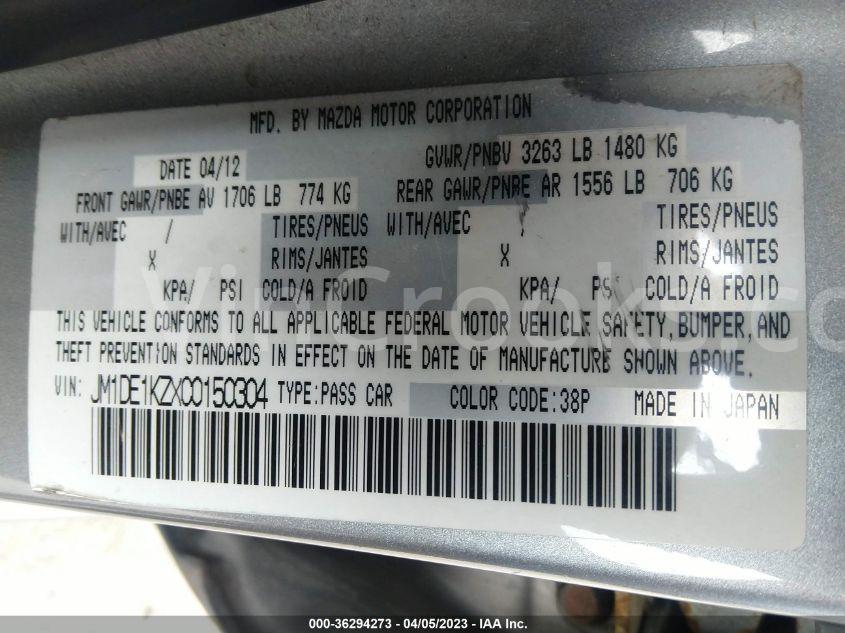 MFD. BY MAZDA MOTOR CORPORATION
DATE 04/12 GVWR/PNBV 3263 LB 1480 KG
FRONT GAWR/PNBE AV 1706 LB 774 KG REAR GAWR/PNBE AR 1556 LB 706 KG
WITH/AVEC / TIRES/PNEUS WITH/AVEC / TIRES/PNEUS
X RIMS/JANTES X RIMS/JANTES
KPA/ PSI COLD/A FROID KPA/ PSI COLD/A FROID
THIS VEHICLE CONFORMS TO ALL APPLICABLE FEDERAL MOTOR VEHICLE SAFETY, BUMPER, AND
THEFT PREVENTION STANDARDS IN EFFECT ON THE DATE OF MANUFACTURE SHOWN ABOVE.
VIN: JM1DE1KZXC0150304 TYPE:PASS CAR COLOR CODE:38P MADE IN JAPAN
000-36294273 - 04/05/2023 - IAA Inc.